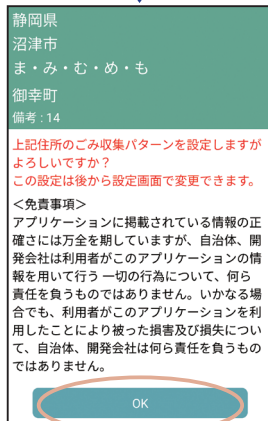 静岡県
沼津市
ま・み・む・め・も
御幸町
備考 : 14
上記住所のごみ収集パターンを設定しますが
よろしいですか？
この設定は後から設定画面で変更できます。
＜免責事項＞
アプリケーションに掲載されている情報の正
確さには万全を期していますが、自治体、開
発会社は利用者がこのアプリケーションの情
報を用いて行う 一切の行為について、何ら
責任を負うものではありません。いかなる場
合でも、利用者がこのアプリケーションを利
用したことにより被った損害及び損失につい
て、自治体、開発会社は何ら責任を負うもの
ではありません。
OK